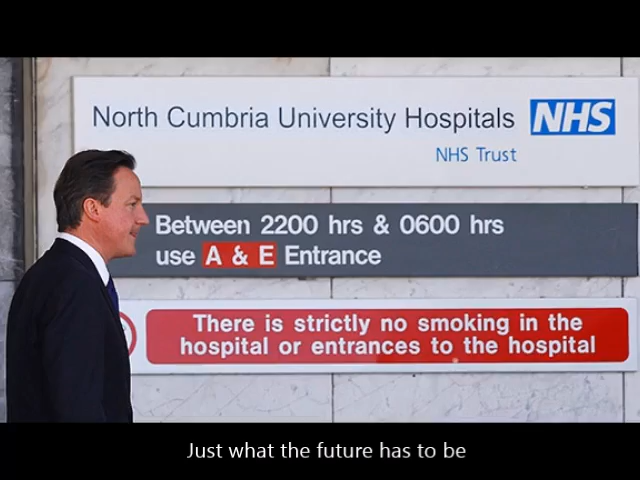 North Cumbria University Hospitals NHS
NHS Trust
Between 2200 hrs & 0600 hrs
use A & E Entrance
There is strictly no smoking in the
hospital or entrances to the hospital
Just what the future has to be